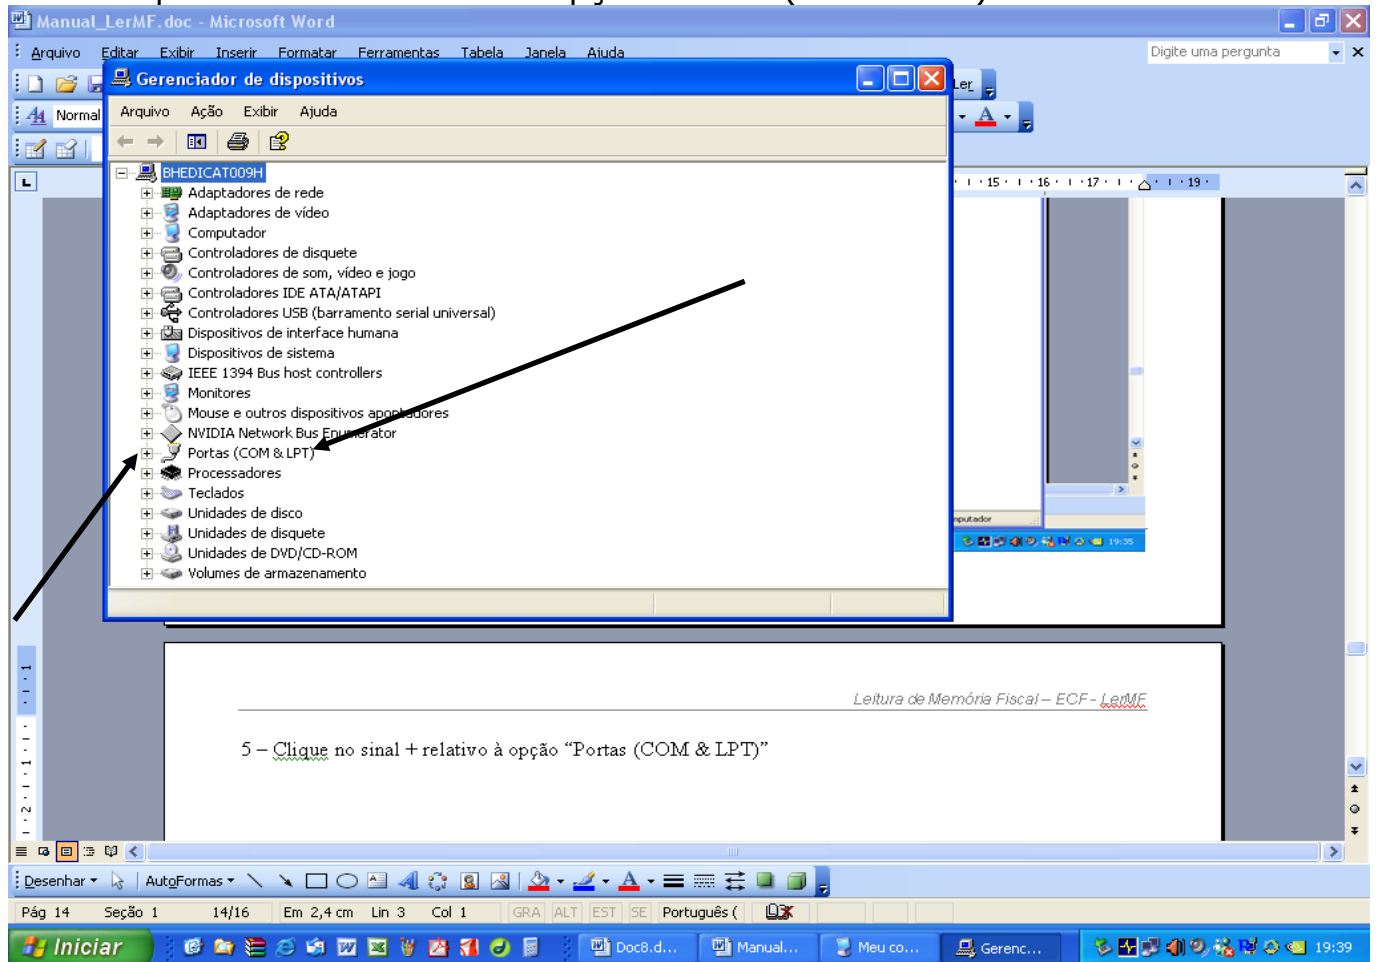 Manual_LerMF.doc - Microsoft Word
Arquivo Editar Exibir Inserir Formatar Ferramentas Tabela Janela Ajuda
Digite uma pergunta
Gerenciador de dispositivos
Ler
Normal
Arquivo Ação Exibir Ajuda
BHEDICAT009H
15 16 17 19
Adaptadores de rede
Adaptadores de vídeo
Computador
Controladores de disquete
Controladores de som, vídeo e jogo
Controladores IDE ATA/ATAPI
Controladores USB (barramento serial universal)
Dispositivos de interface humana
Dispositivos de sistema
IEEE 1394 Bus host controllers
Monitores
Mouse e outros dispositivos apontadores
NVIDIA Network Bus Enumerator
Portas (COM & LPT)
Processadores
Teclados
Unidades de disco
Unidades de disquete
Unidades de DVD/CD-ROM
Volumes de armazenamento
19:35
Leitura de Memória Fiscal – ECF - LerMF
5 – Clique no sinal + relativo à opção “Portas (COM & LPT)”
Desenhar AutoFormas
Pág 14 Seção 1 14/16 Em 2,4 cm Lin 3 Col 1 GRA ALT EST SE Português (
Iniciar Doc8.d... Manual... Meu co... Gerenc... 19:39